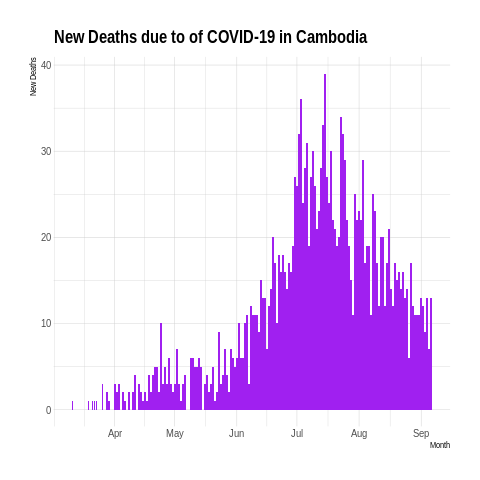 New Deaths due to of COVID-19 in Cambodia
New Deaths
40
30
20
10
0
Apr May Jun Jul Aug Sep
Month